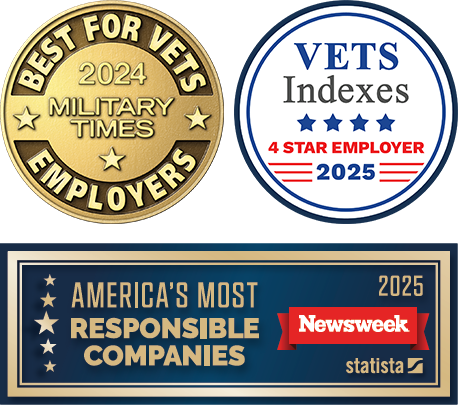 BEST FOR VETS
2024
MILITARY
TIMES
EMPLOYERS
VETS
Indexes
4 STAR EMPLOYER
2025
AMERICA'S MOST
RESPONSIBLE
COMPANIES
2025
Newsweek
statista